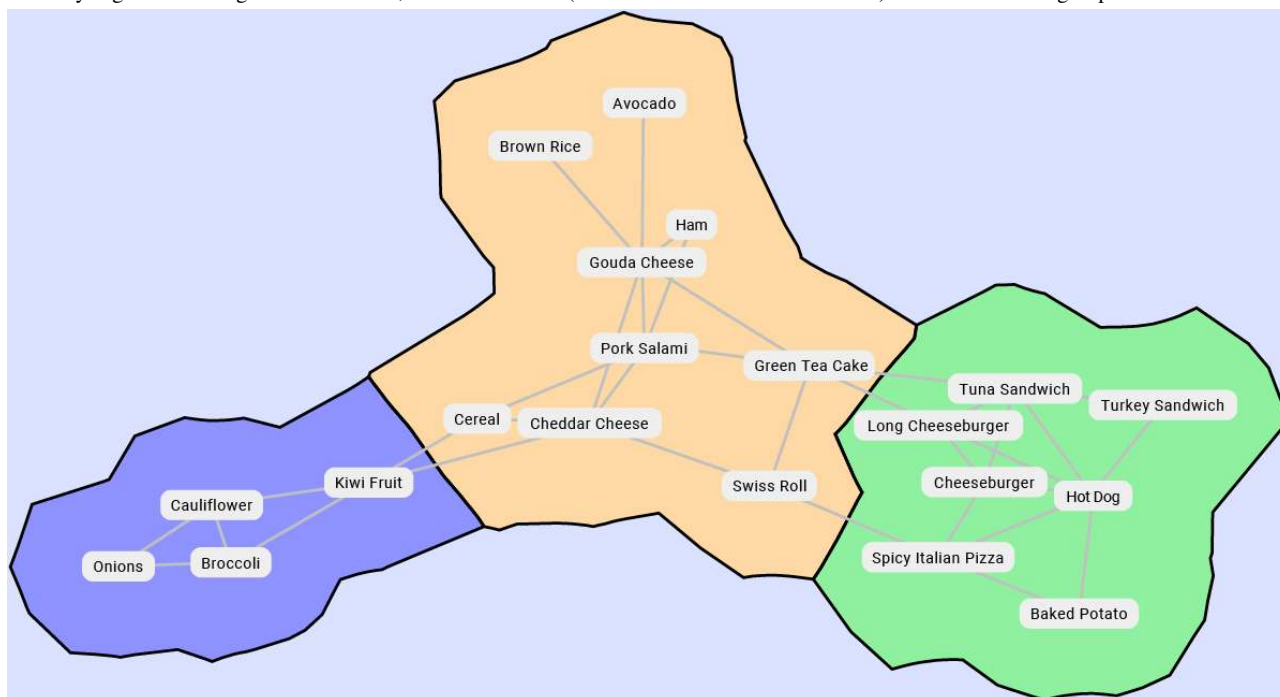 Avocado
Brown Rice
Ham
Gouda Cheese
Pork Salami
Green Tea Cake
Tuna Sandwich
Turkey Sandwich
Cereal
Cheddar Cheese
Long Cheeseburger
Kiwi Fruit
Swiss Roll
Cheeseburger
Hot Dog
Cauliflower
Onions
Broccoli
Spicy Italian Pizza
Baked Potato